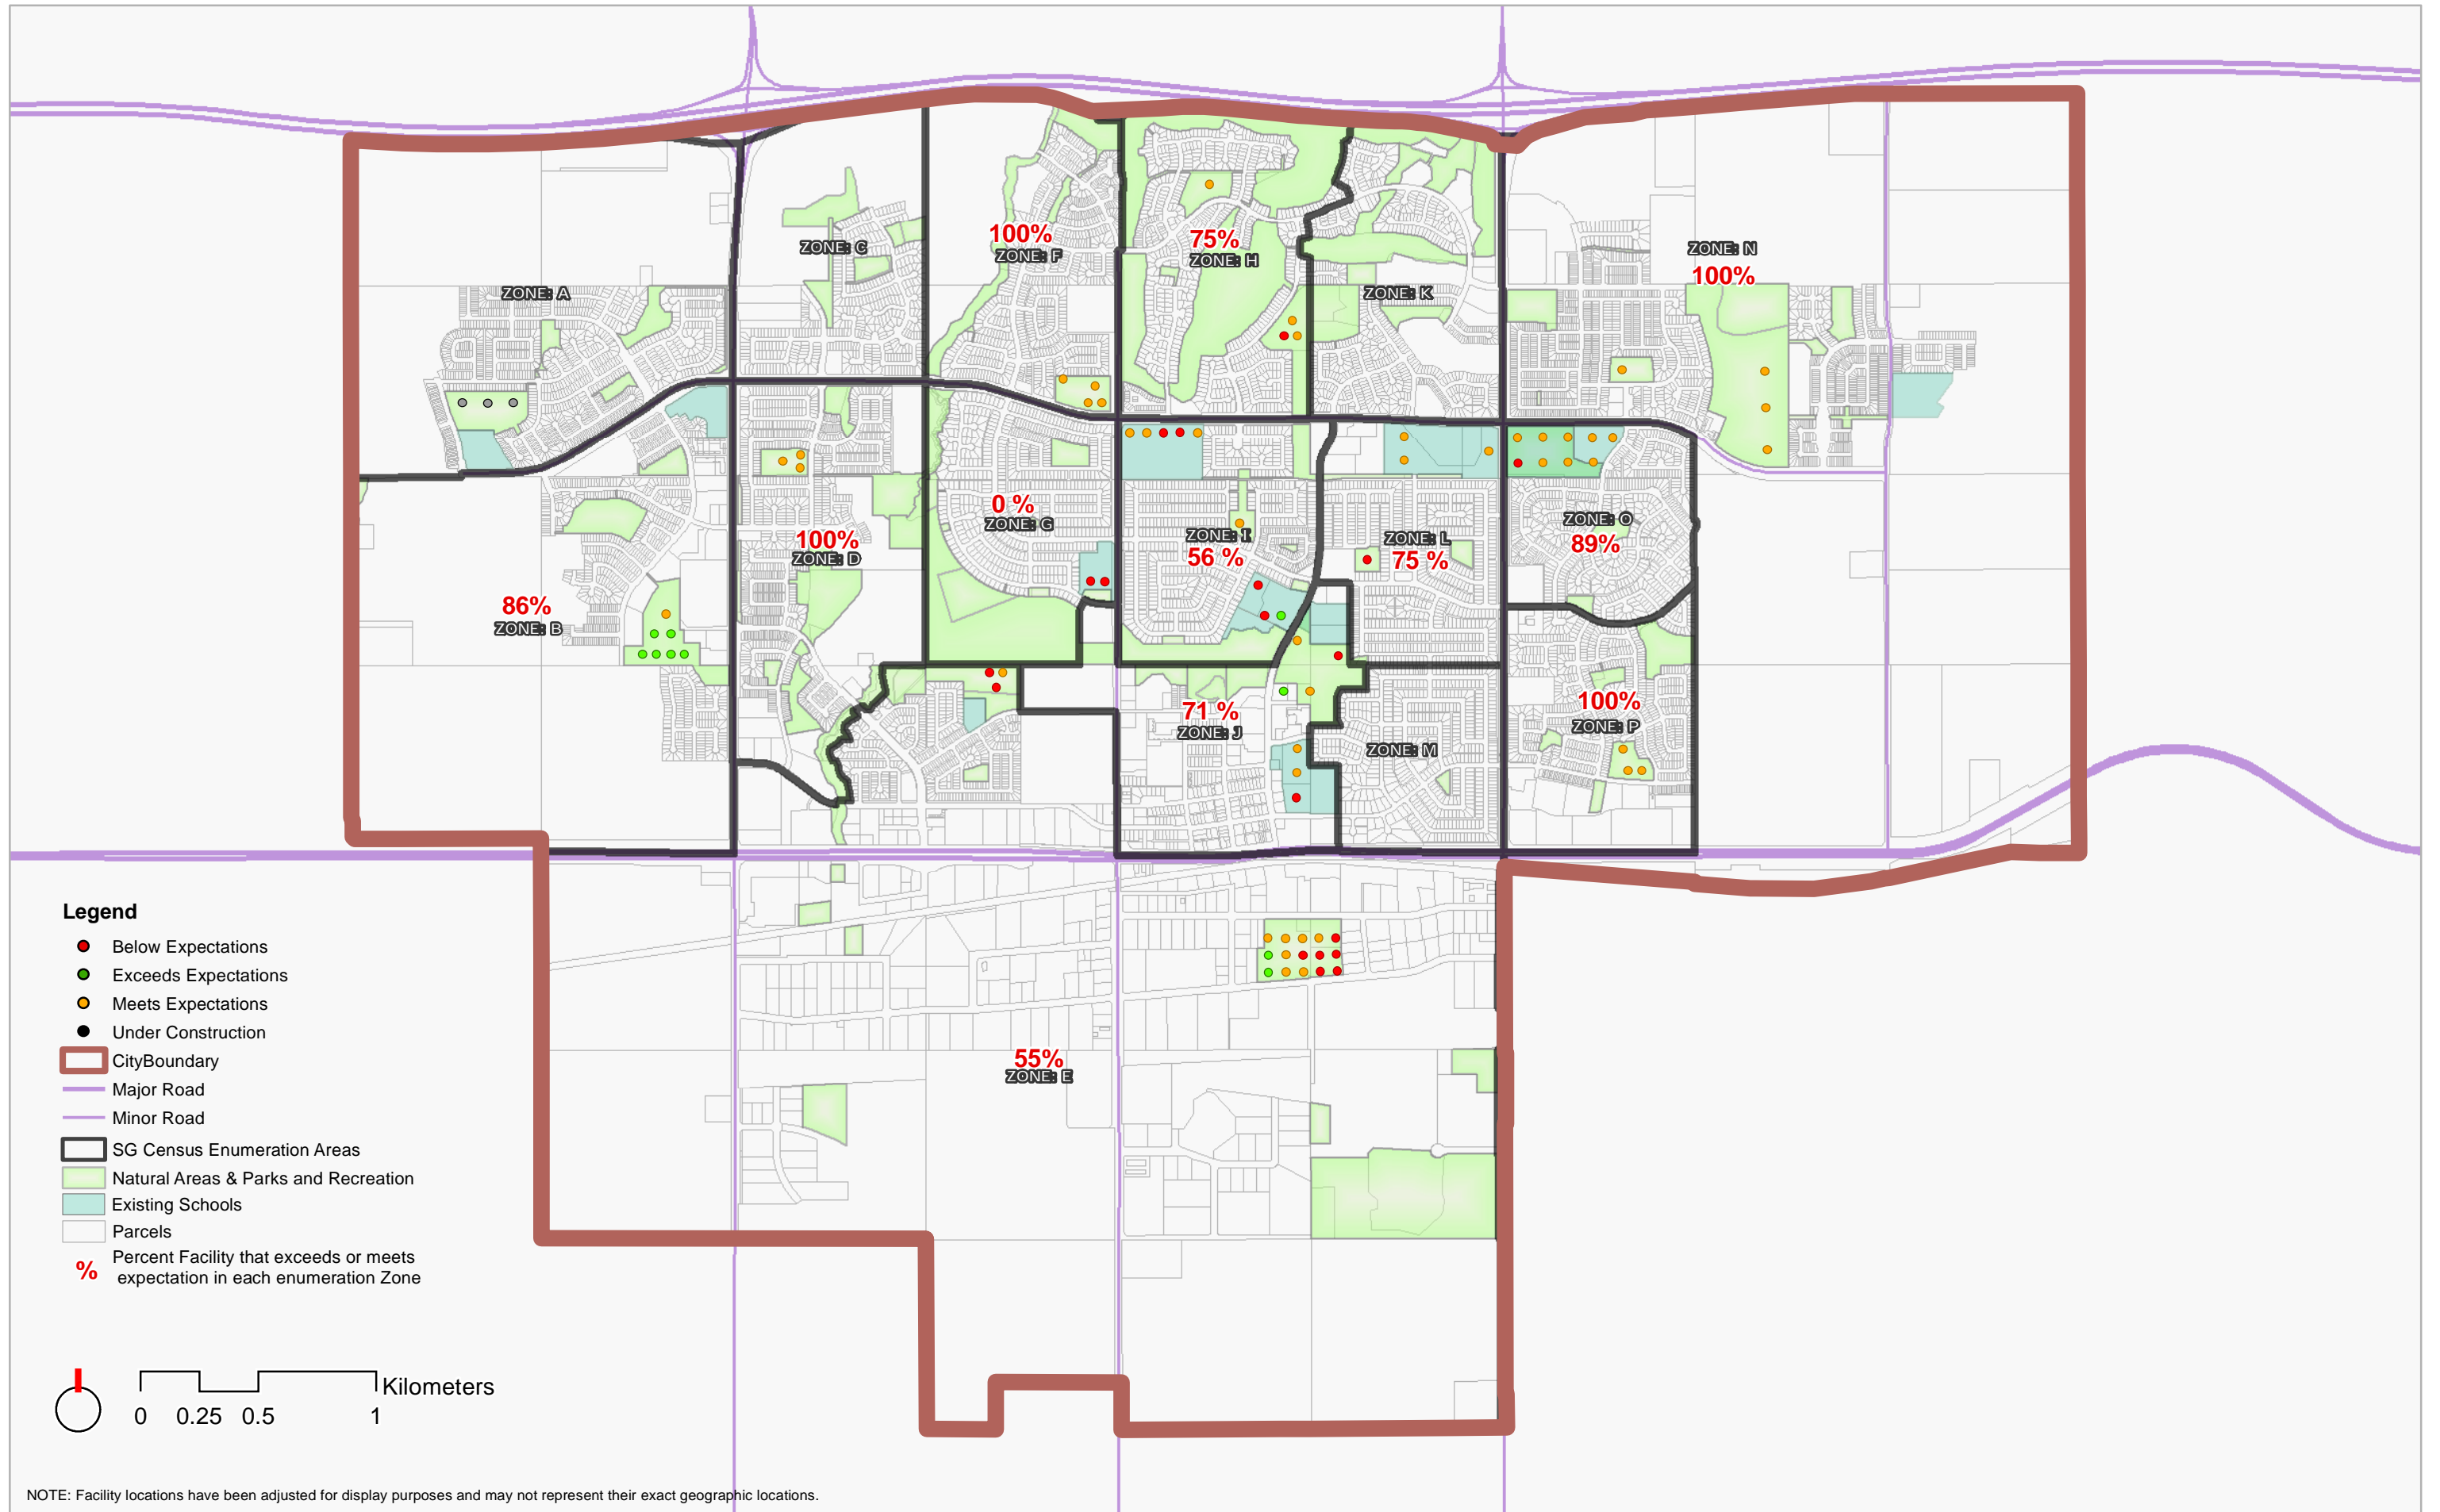 ZONE: C
100%
ZONE: F
75%
ZONE: H
ZONE: N
100%
ZONE: A
ZONE: K
0 %
ZONE: G
ZONE: I
56 %
ZONE: L
75 %
ZONE: O
89%
100%
ZONE: D
86%
ZONE: B
71 %
ZONE: J
ZONE: M
100%
ZONE: P
55%
ZONE: E
Legend
Below Expectations
Exceeds Expectations
Meets Expectations
Under Construction
CityBoundary
Major Road
Minor Road
SG Census Enumeration Areas
Natural Areas & Parks and Recreation
Existing Schools
Parcels
% Percent Facility that exceeds or meets
expectation in each enumeration Zone
Kilometers
0 0.25 0.5 1
NOTE: Facility locations have been adjusted for display purposes and may not represent their exact geographic locations.